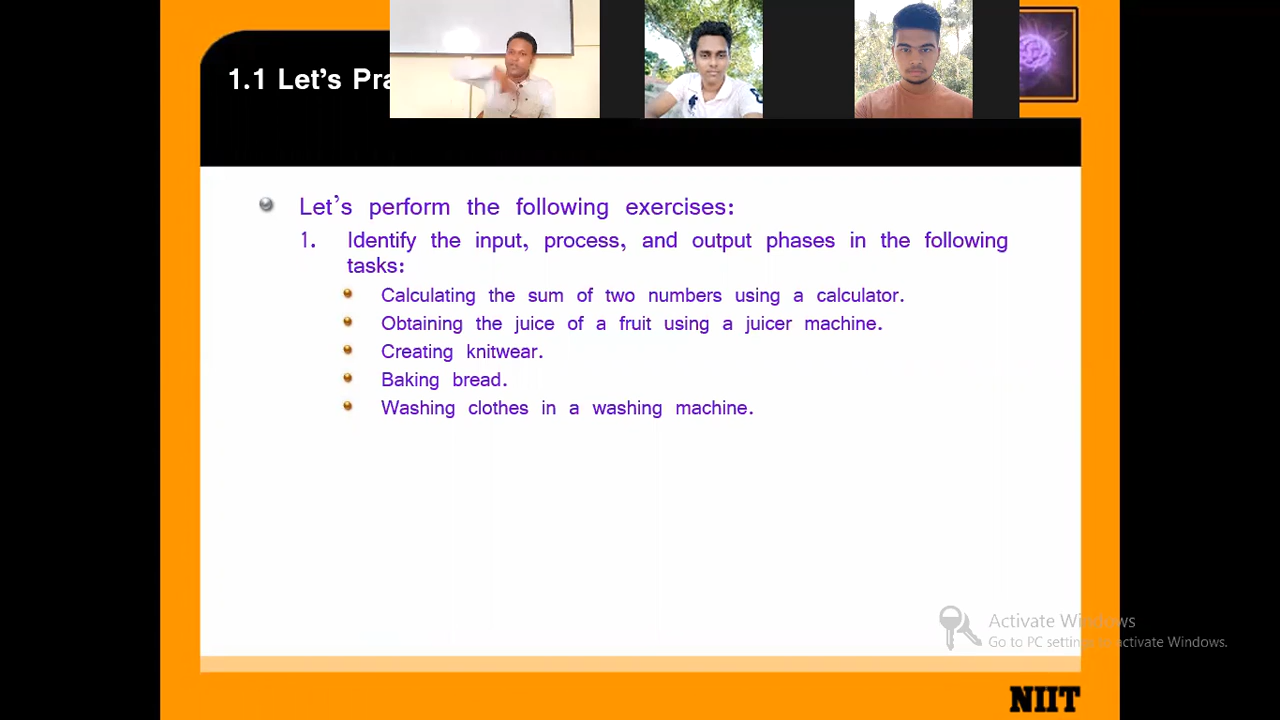 1.1 Let's Pra
Let's perform the following exercises:
1. Identify the input, process, and output phases in the following
tasks:
Calculating the sum of two numbers using a calculator.
Obtaining the juice of a fruit using a juicer machine.
Creating knitwear.
Baking bread.
Washing clothes in a washing machine.
Activate Windows
Go to PC settings to activate Windows.
NIIT